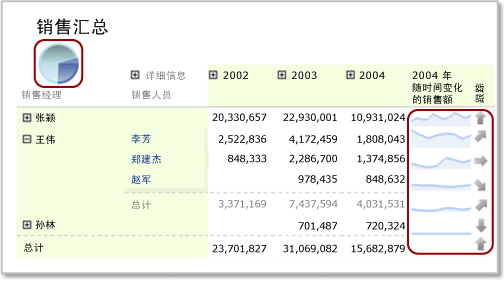 销售汇总
详细信息 2002 2003 2004 2004 年
随时间变化
的销售额
销售经理 销售人员
张颖 20,330,657 22,930,001 10,931,024
王伟 李芳 2,522,836 4,172,459 1,808,043
郑建杰 848,333 2,286,700 1,374,856
赵军 978,435 848,632
总计 3,371,169 7,437,594 4,031,531
孙林 701,487 720,324
总计 23,701,827 31,069,082 15,682,879